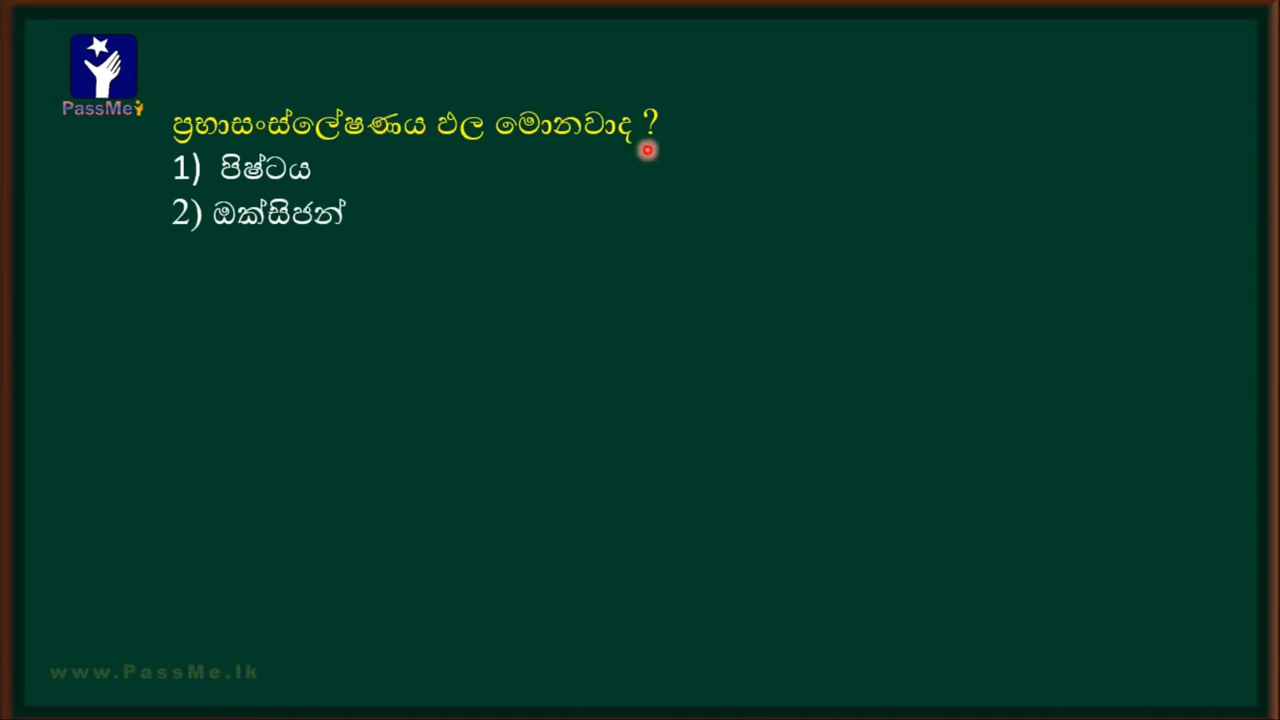 PassMe
ප්‍රභාසංස්ලේෂණය ඵල මොනවාද ?
1) පිෂ්ටය
2) ඔක්සිජන්
www.PassMe.lk